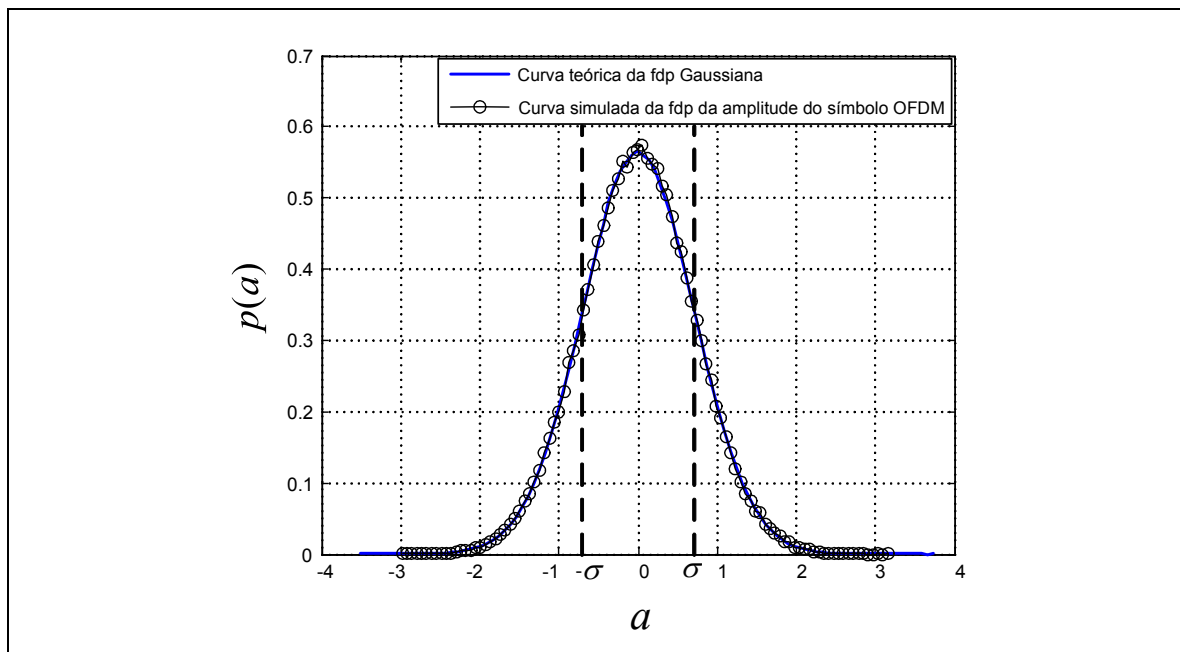 0.7
Curva teórica da fdp Gaussiana
Curva simulada da fdp da amplitude do símbolo OFDM
0.6
0.5
0.4
0.3
0.2
0.1
0
p(a)
-4 -3 -2 -1 -σ 0 σ 1 2 3 4
a